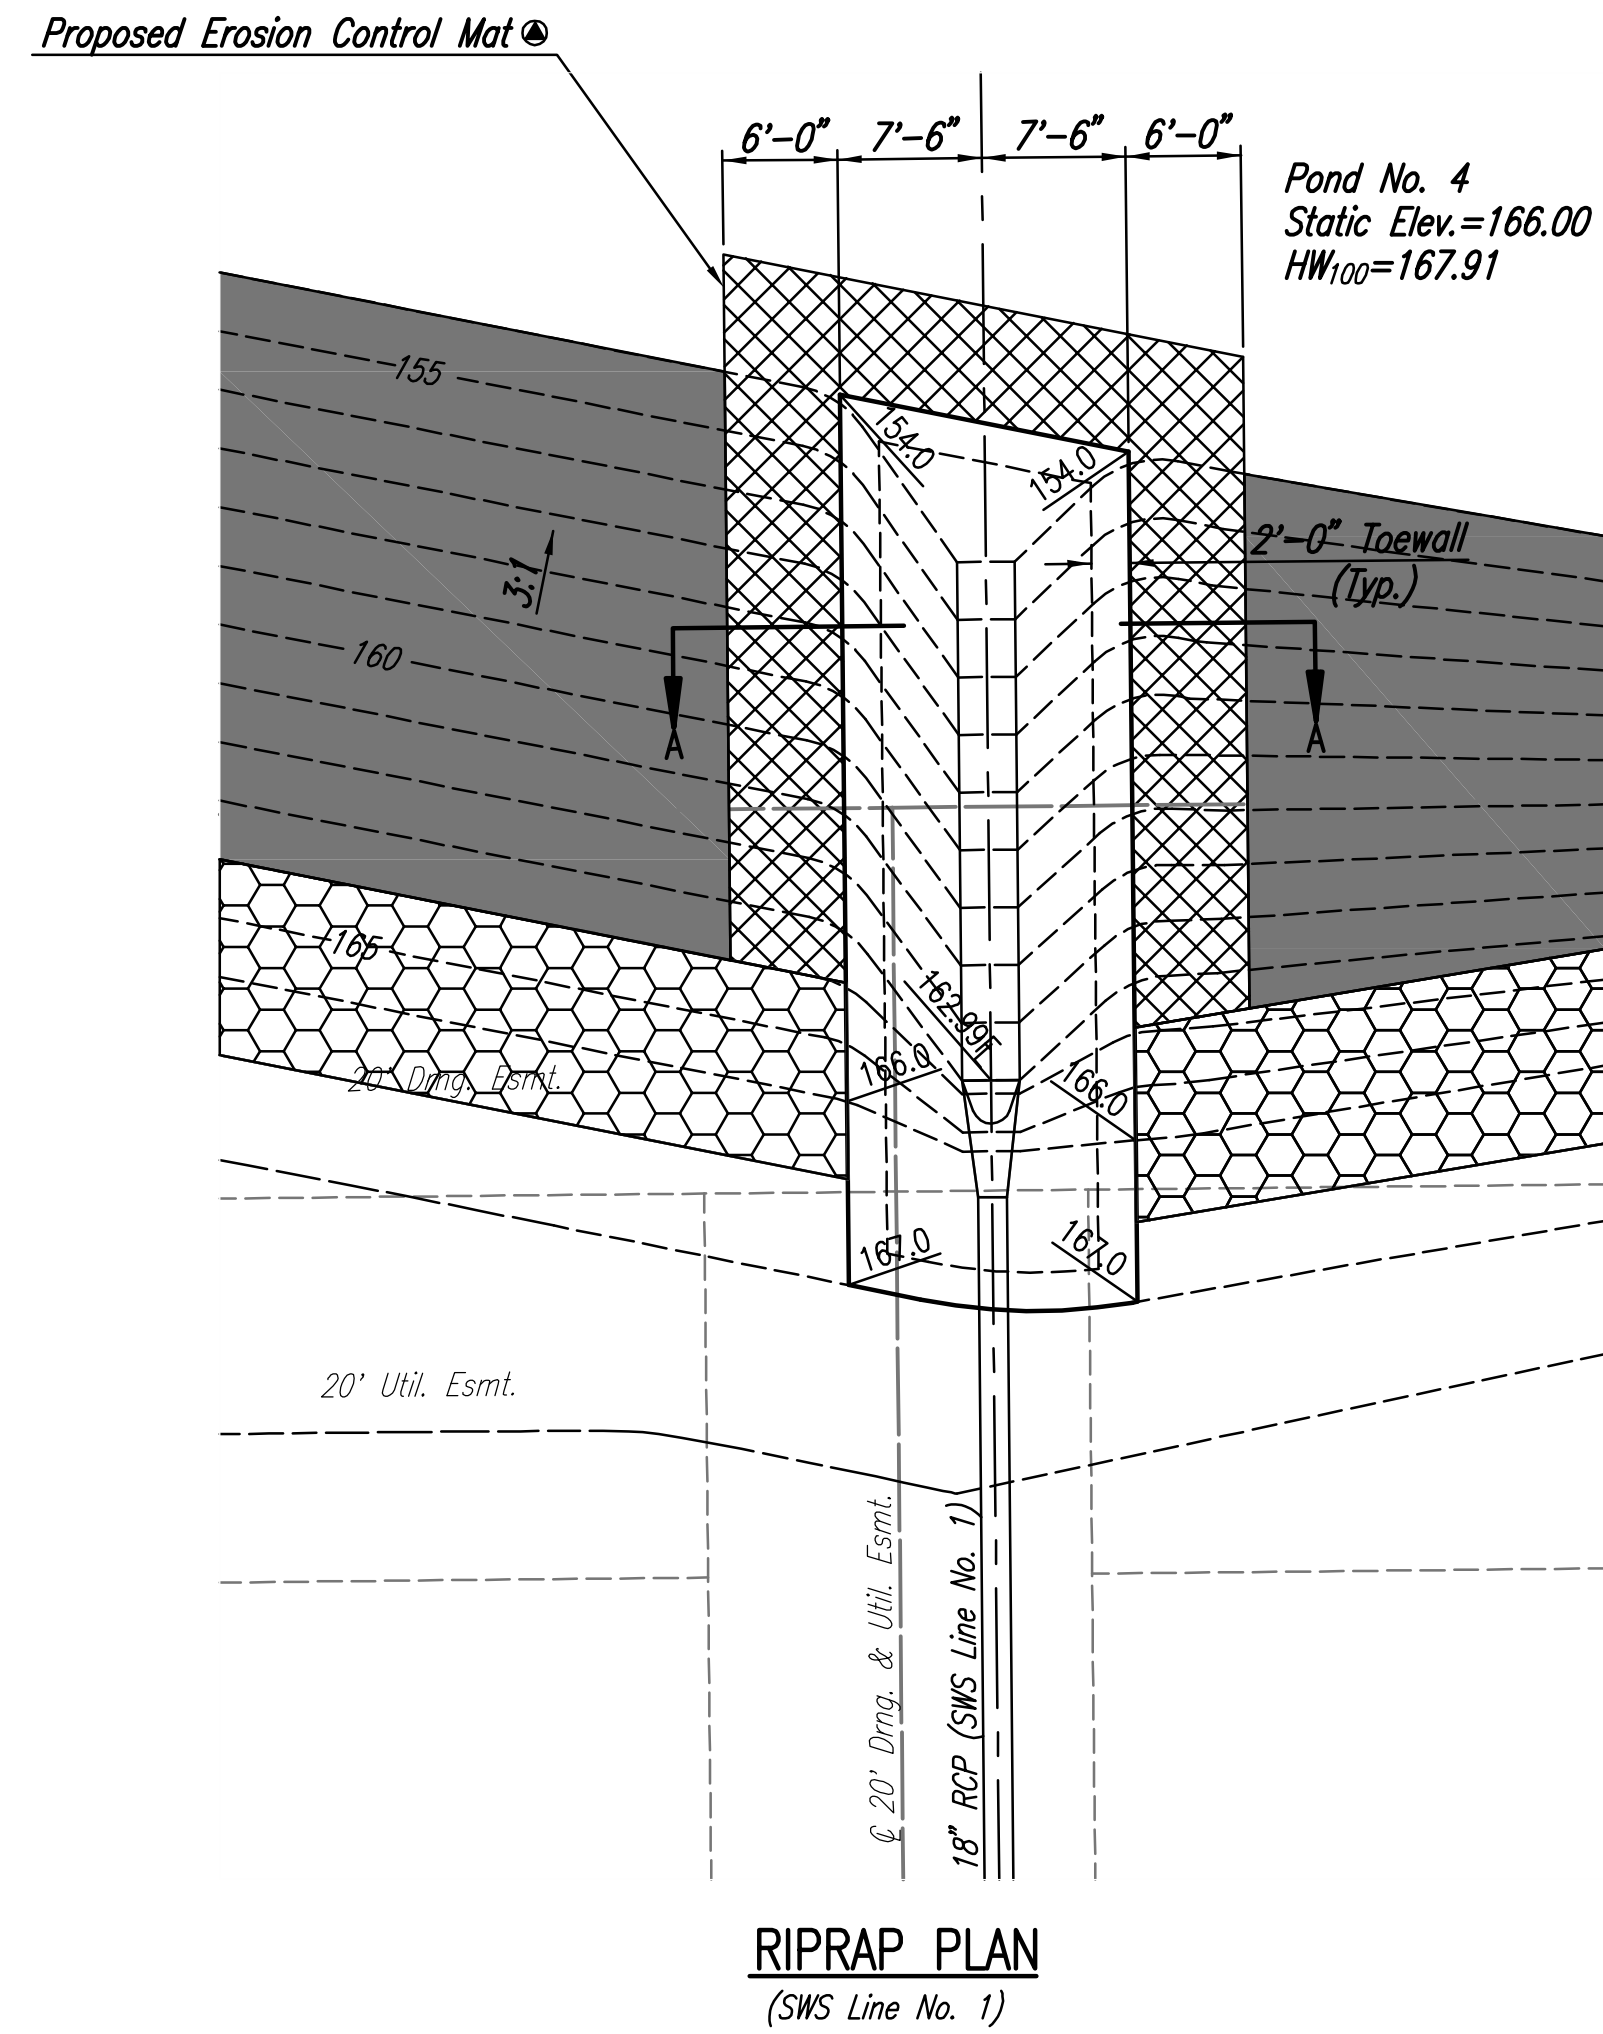 Proposed Erosion Control Mat
6'-0" 7'-6" 7'-6" 6'-0"
Pond No. 4
Static Elev.=166.00
HW100=167.91
155
154.0
154.0
2'-0" Toewall
(Typ.)
3:1
160
A
A
165
162.99FL
166.0
166.0
20' Drng. Esmt.
167.0
167.0
20' Util. Esmt.
℄ 20' Drng. & Util. Esmt.
18" RCP (SWS Line No. 1)
RIPRAP PLAN
(SWS Line No. 1)